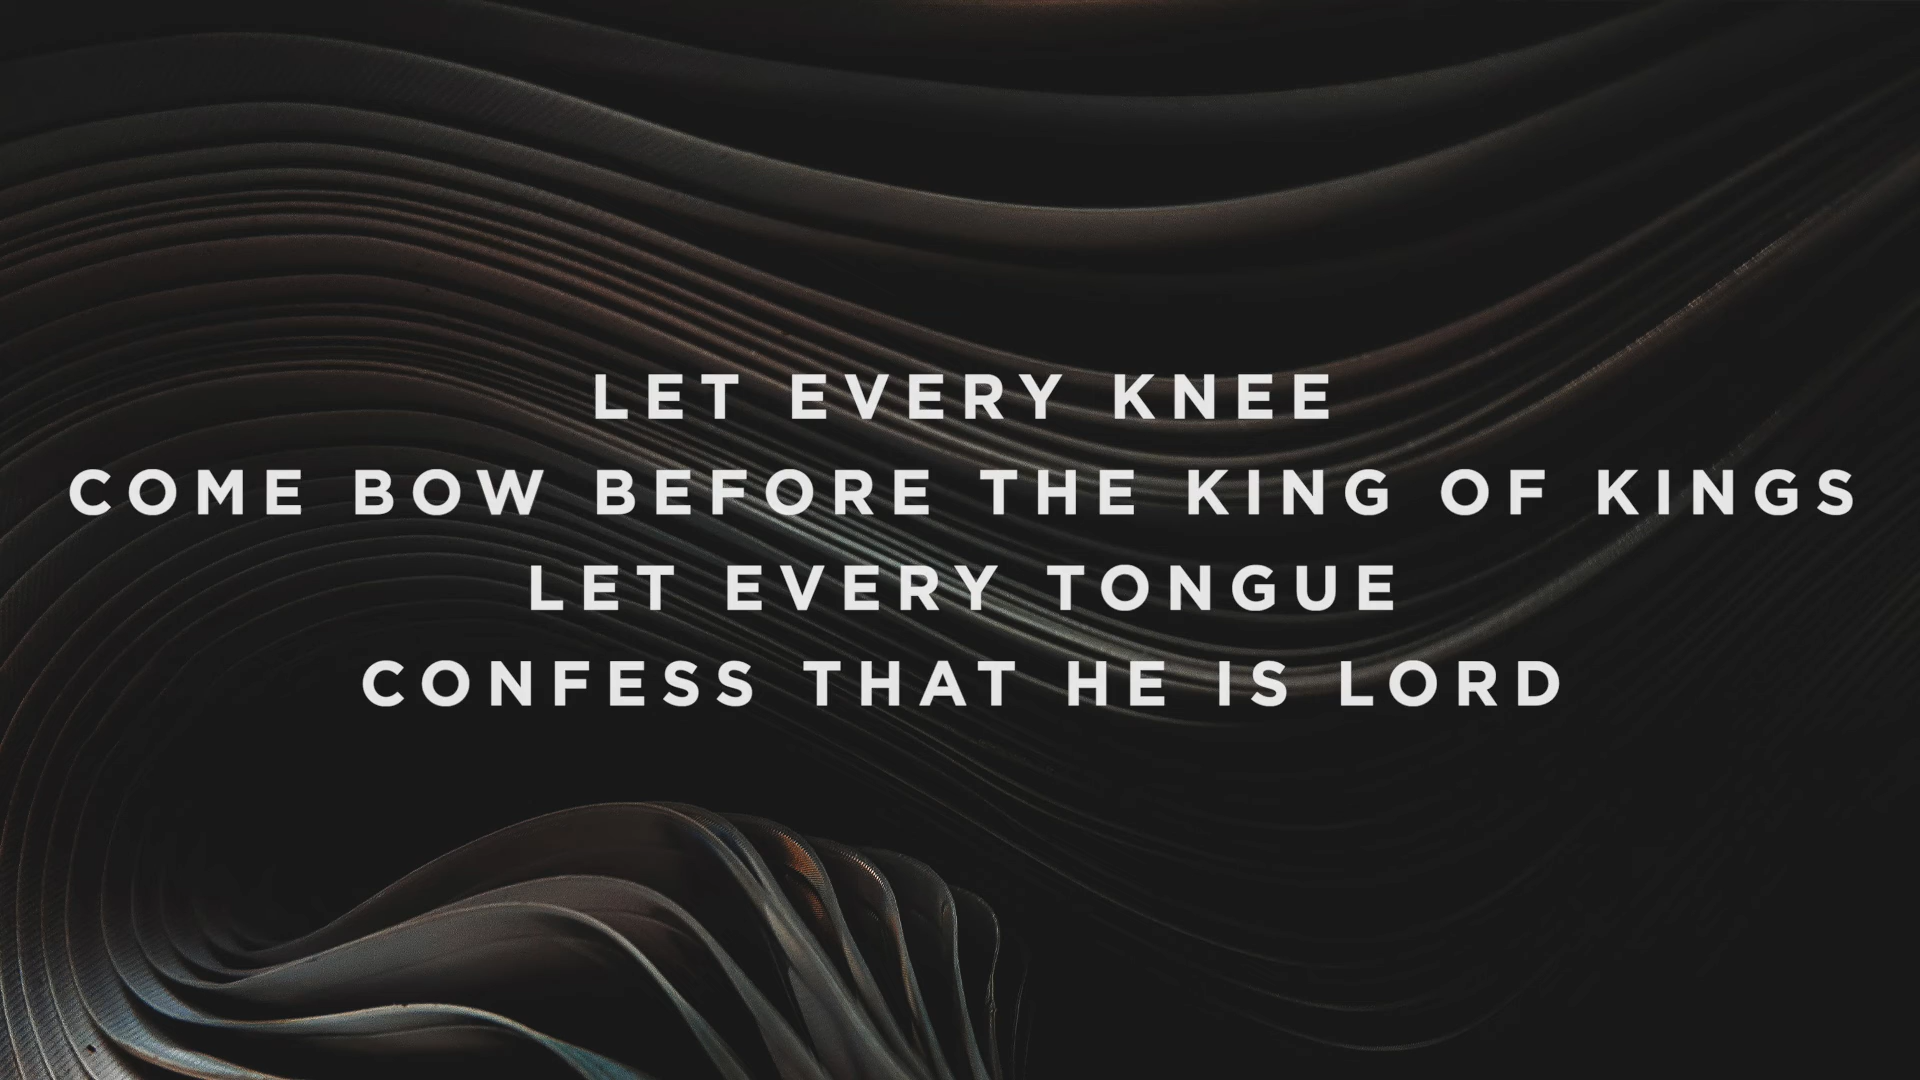 LET EVERY KNEE
COME BOW BEFORE THE KING OF KINGS
LET EVERY TONGUE
CONFESS THAT HE IS LORD